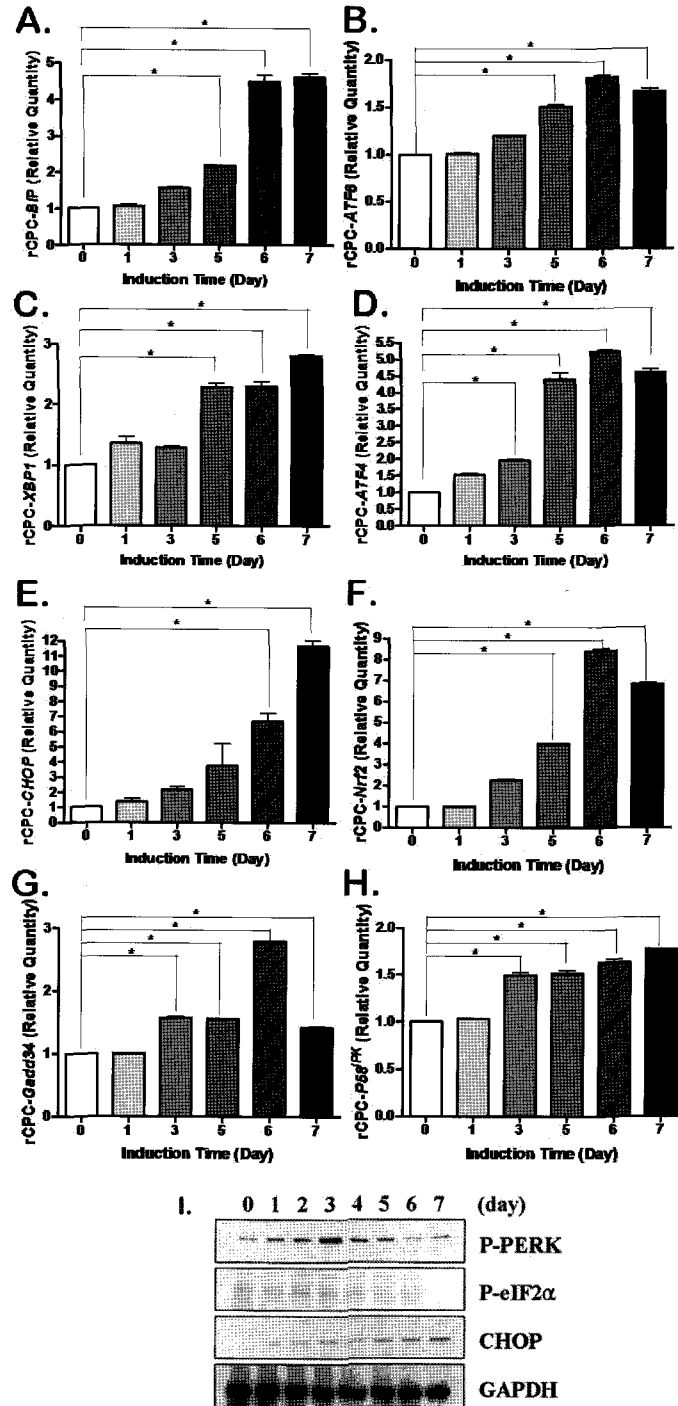 A.
*
*
*
rCPC-BiP (Relative Quantity)
5
4
3
2
1
0
0 1 3 5 6 7
Induction Time (Day)
B.
*
*
*
rCPC-ATF6 (Relative Quantity)
2.0
1.5
1.0
0.5
0.0
0 1 3 5 6 7
Induction Time (Day)
C.
*
*
*
rCPC-XBP1 (Relative Quantity)
3
2
1
0
0 1 3 5 6 7
Induction Time (Day)
D.
*
*
*
*
rCPC-ATF4 (Relative Quantity)
5.5
5.0
4.5
4.0
3.5
3.0
2.5
2.0
1.5
1.0
0.5
0.0
0 1 3 5 6 7
Induction Time (Day)
E.
*
*
rCPC-CHOP (Relative Quantity)
12
11
10
9
8
7
6
5
4
3
2
1
0
0 1 3 5 6 7
Induction Time (Day)
F.
*
*
*
rCPC-Nrf2 (Relative Quantity)
9
8
7
6
5
4
3
2
1
0
0 1 3 5 6 7
Induction Time (Day)
G.
*
*
*
*
rCPC-Gadd34 (Relative Quantity)
3
2
1
0
0 1 3 5 6 7
Induction Time (Day)
H.
*
*
*
*
rCPC-P58IPK (Relative Quantity)
2.0
1.5
1.0
0.5
0.0
0 1 3 5 6 7
Induction Time (Day)
I. 0 1 2 3 4 5 6 7 (day)
P-PERK
P-eIF2α
CHOP
GAPDH